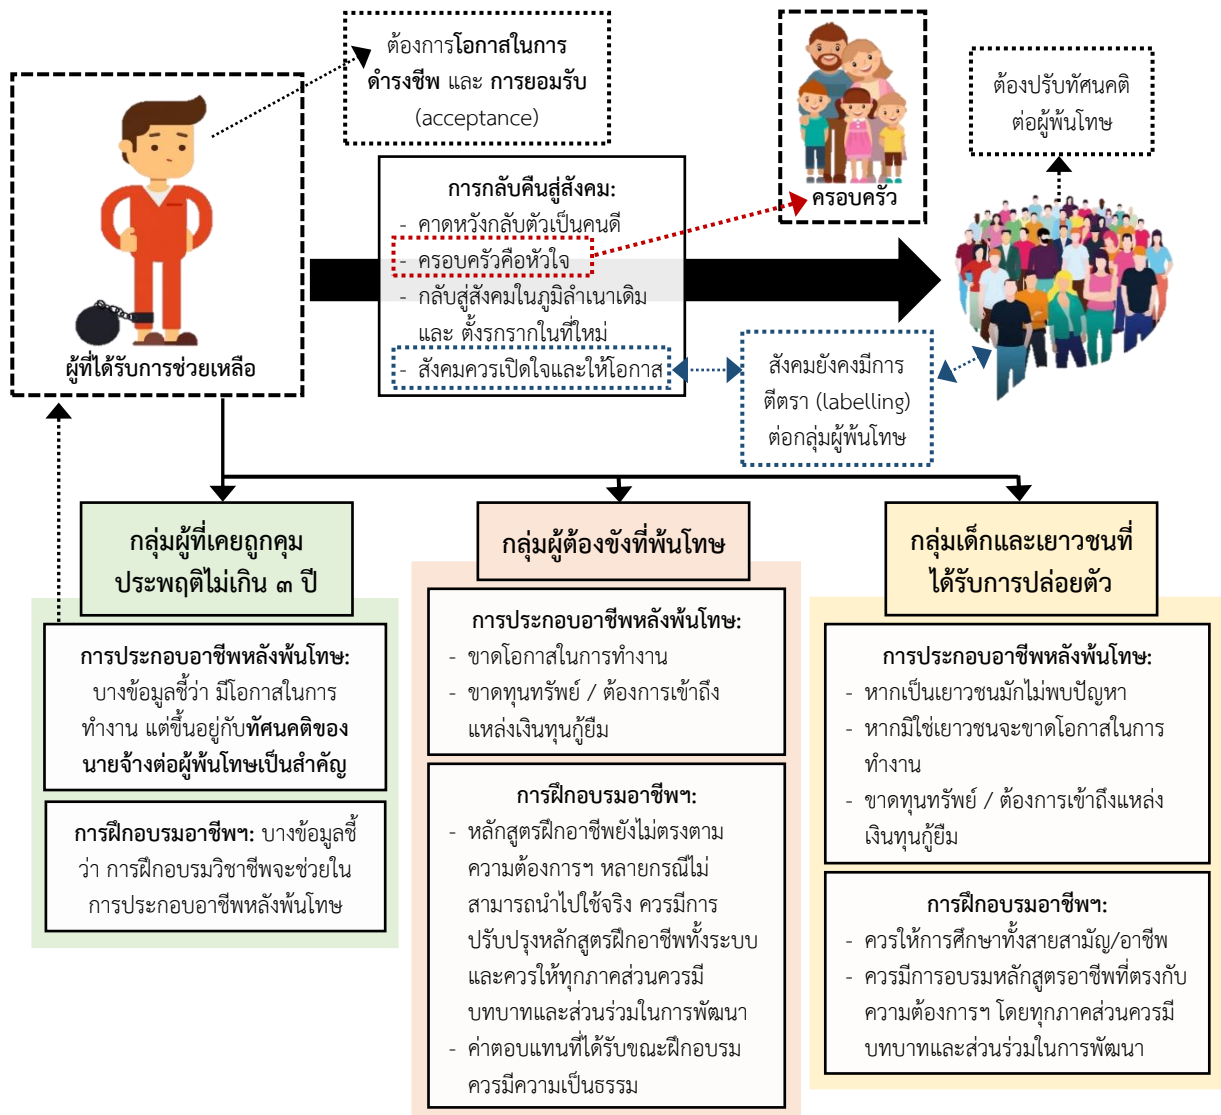 ต้องการโอกาสในการ
ดำรงชีพ และ การยอมรับ
(acceptance)
ครอบครัว
ต้องปรับทัศนคติ
ต่อผู้พ้นโทษ
ผู้ที่ได้รับการช่วยเหลือ
การกลับคืนสู่สังคม:
- คาดหวังกลับตัวเป็นคนดี
- ครอบครัวคือหัวใจ
- กลับสู่สังคมในภูมิลำเนาเดิม
และ ตั้งรกรากในที่ใหม่
- สังคมควรเปิดใจและให้โอกาส
สังคมยังคงมีการ
ตีตรา (labelling)
ต่อกลุ่มผู้พ้นโทษ
กลุ่มผู้ที่เคยถูกคุม
ประพฤติไม่เกิน ๓ ปี
การประกอบอาชีพหลังพ้นโทษ:
บางข้อมูลชี้ว่า มีโอกาสในการ
ทำงาน แต่ขึ้นอยู่กับทัศนคติของ
นายจ้างต่อผู้พ้นโทษเป็นสำคัญ
การฝึกอบรมอาชีพฯ: บางข้อมูลชี้
ว่า การฝึกอบรมวิชาชีพจะช่วยใน
การประกอบอาชีพหลังพ้นโทษ
กลุ่มผู้ต้องขังที่พ้นโทษ
การประกอบอาชีพหลังพ้นโทษ:
- ขาดโอกาสในการทำงาน
- ขาดทุนทรัพย์ / ต้องการเข้าถึง
แหล่งเงินทุนกู้ยืม
การฝึกอบรมอาชีพฯ:
- หลักสูตรฝึกอาชีพยังไม่ตรงตาม
ความต้องการฯ หลายกรณีไม่
สามารถนำไปใช้จริง ควรมีการ
ปรับปรุงหลักสูตรฝึกอาชีพทั้งระบบ
และควรให้ทุกภาคส่วนควรมี
บทบาทและส่วนร่วมในการพัฒนา
- ค่าตอบแทนที่ได้รับขณะฝึกอบรม
ควรมีความเป็นธรรม
กลุ่มเด็กและเยาวชนที่
ได้รับการปล่อยตัว
การประกอบอาชีพหลังพ้นโทษ:
- หากเป็นเยาวชนมักไม่พบปัญหา
- หากมิใช่เยาวชนจะขาดโอกาสในการ
ทำงาน
- ขาดทุนทรัพย์ / ต้องการเข้าถึงแหล่ง
เงินทุนกู้ยืม
การฝึกอบรมอาชีพฯ:
- ควรให้การศึกษาทั้งสายสามัญ/อาชีพ
- ควรมีการอบรมหลักสูตรอาชีพที่ตรงกับ
ความต้องการฯ โดยทุกภาคส่วนควรมี
บทบาทและส่วนร่วมในการพัฒนา